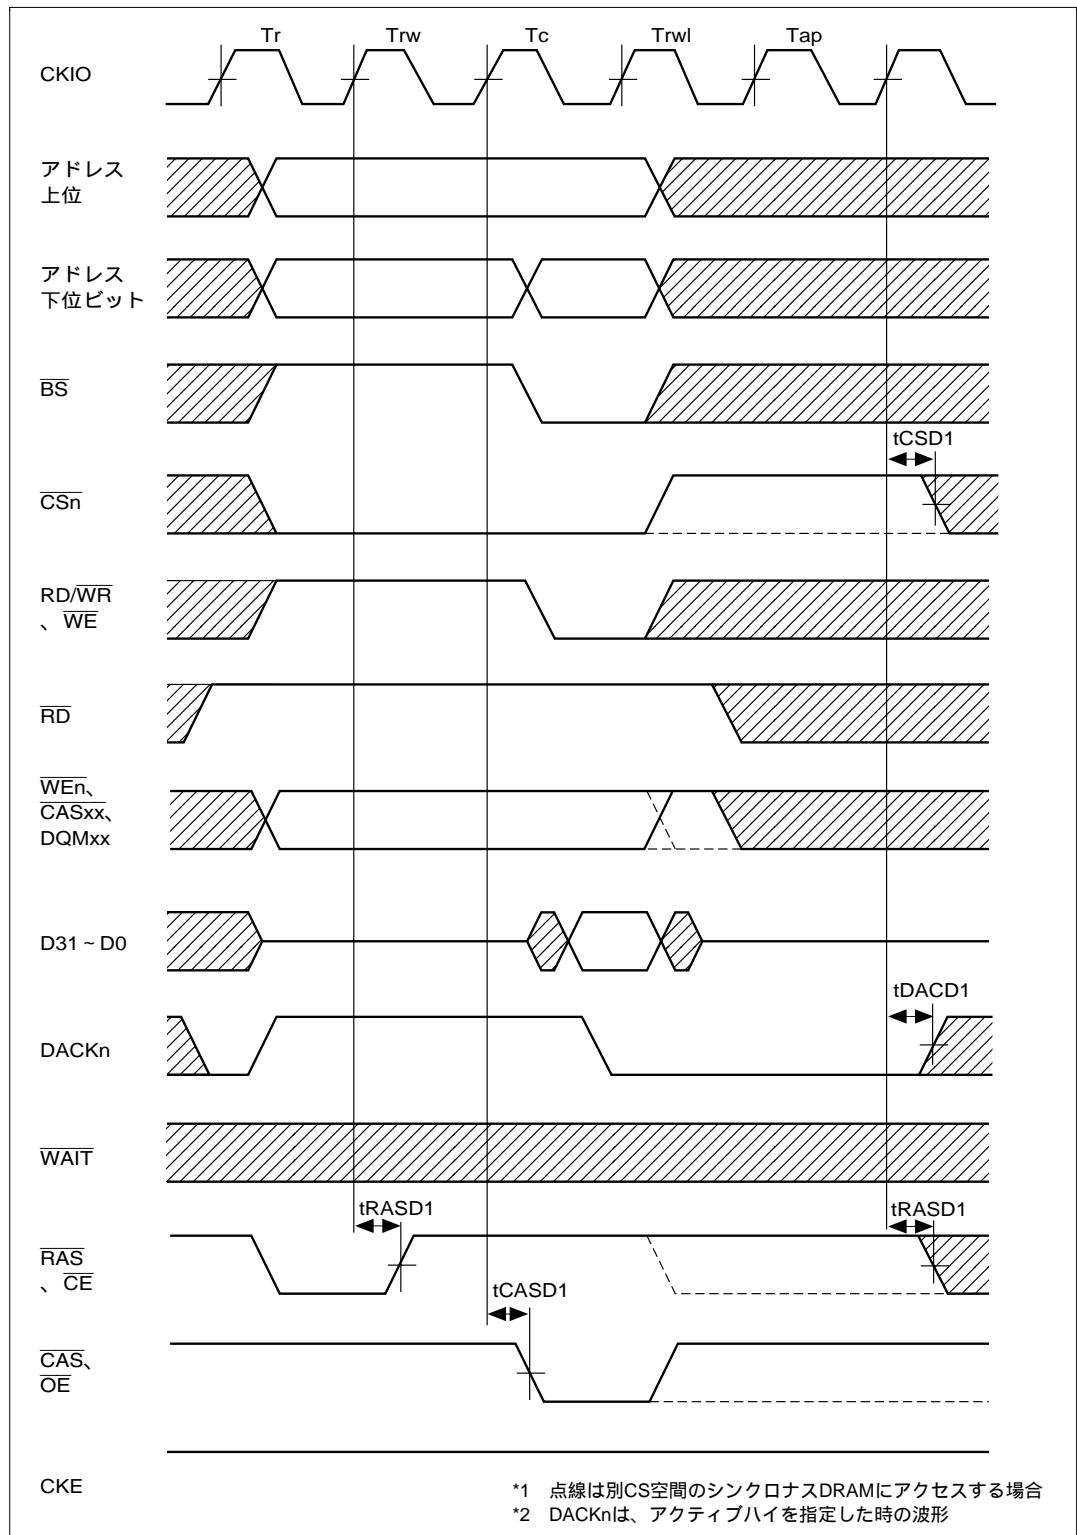 Tr Trw Tc Trwl Tap
CKIO
アドレス
上位
アドレス
下位ビット
BS
tCSD1
CSn
RD/WR
、WE
RD
WEn、
CASxx、
DQMxx
D31 ~ D0
tDACD1
DACKn
WAIT
tRASD1 tRASD1
RAS
、CE
tCASD1
CAS、
OE
CKE
*1 点線は別CS空間のシンクロナスDRAMにアクセスする場合
*2 DACKnは、アクティブハイを指定した時の波形